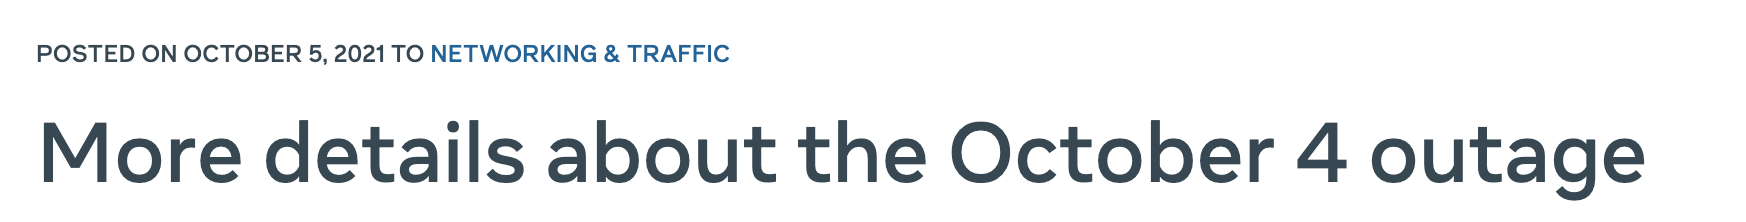 POSTED ON OCTOBER 5, 2021 TO NETWORKING & TRAFFIC
More details about the October 4 outage